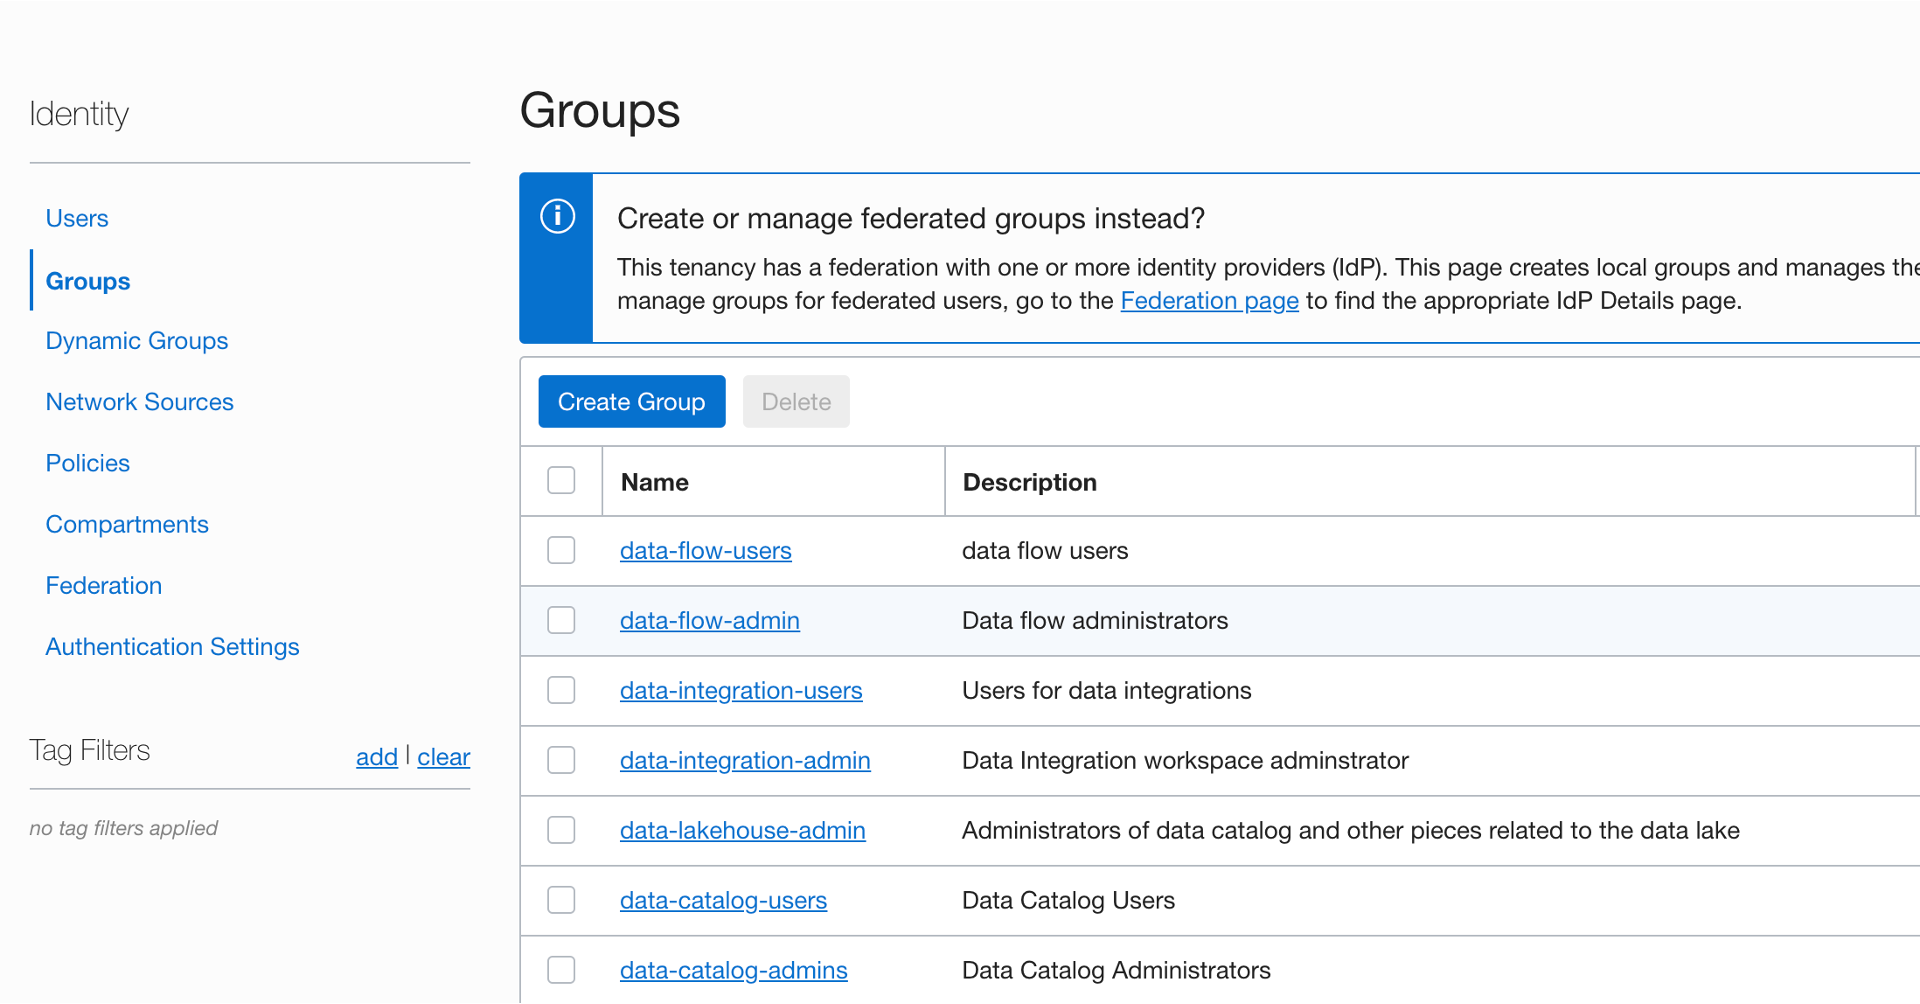 Identity
Users
Groups
Dynamic Groups
Network Sources
Policies
Compartments
Federation
Authentication Settings
Tag Filters
add | clear
no tag filters applied
Groups
Create or manage federated groups instead?
This tenancy has a federation with one or more identity providers (IdP). This page creates local groups and manages
manage groups for federated users, go to the Federation page to find the appropriate IdP Details page.
Create Group Delete
Name Description
data-flow-users data flow users
data-flow-admin Data flow administrators
data-integration-users Users for data integrations
data-integration-admin Data Integration workspace adminstrator
data-lakehouse-admin Administrators of data catalog and other pieces related to the data lake
data-catalog-users Data Catalog Users
data-catalog-admins Data Catalog Administrators